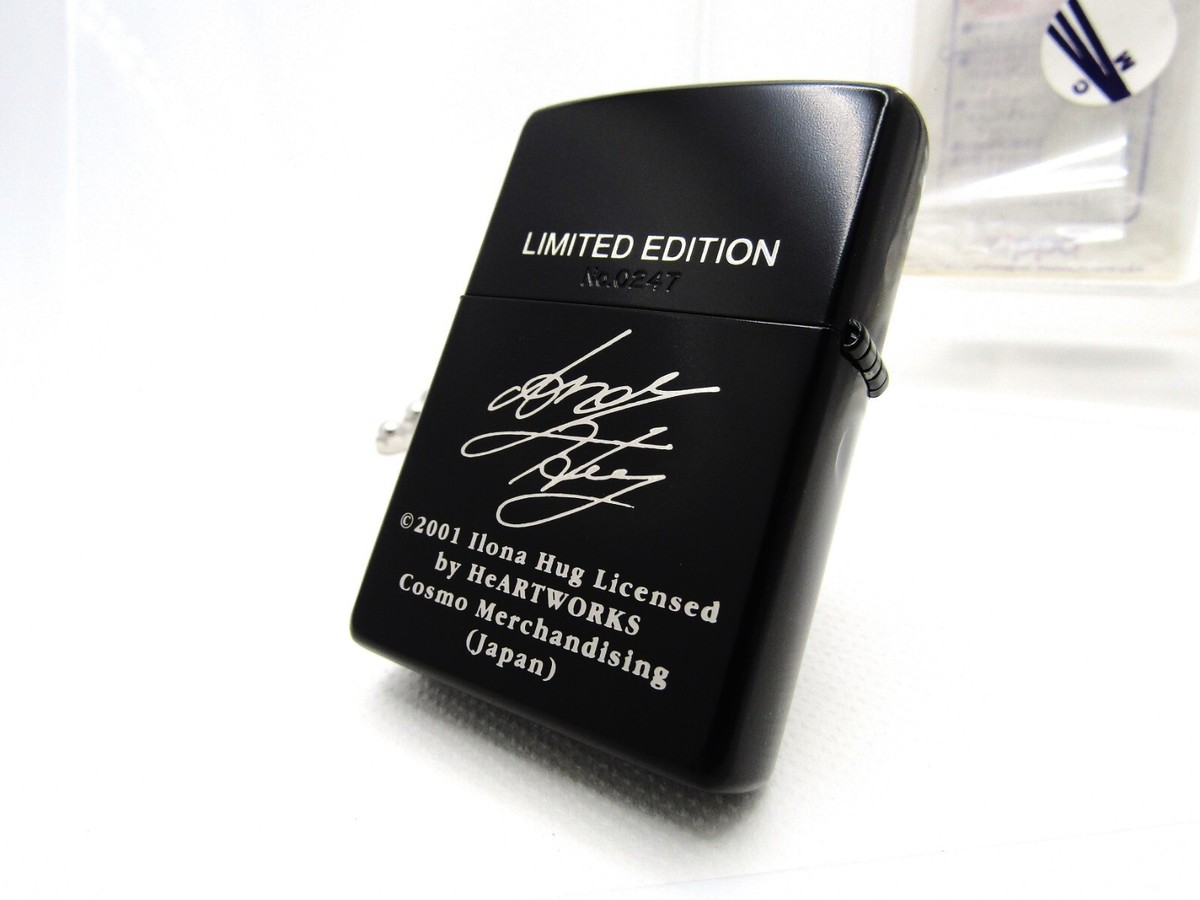 LIMITED EDITION
No.0247
©2001 Ilona Hug Licensed
by HeARTWORKS
Cosmo Merchandising
(Japan)
C M